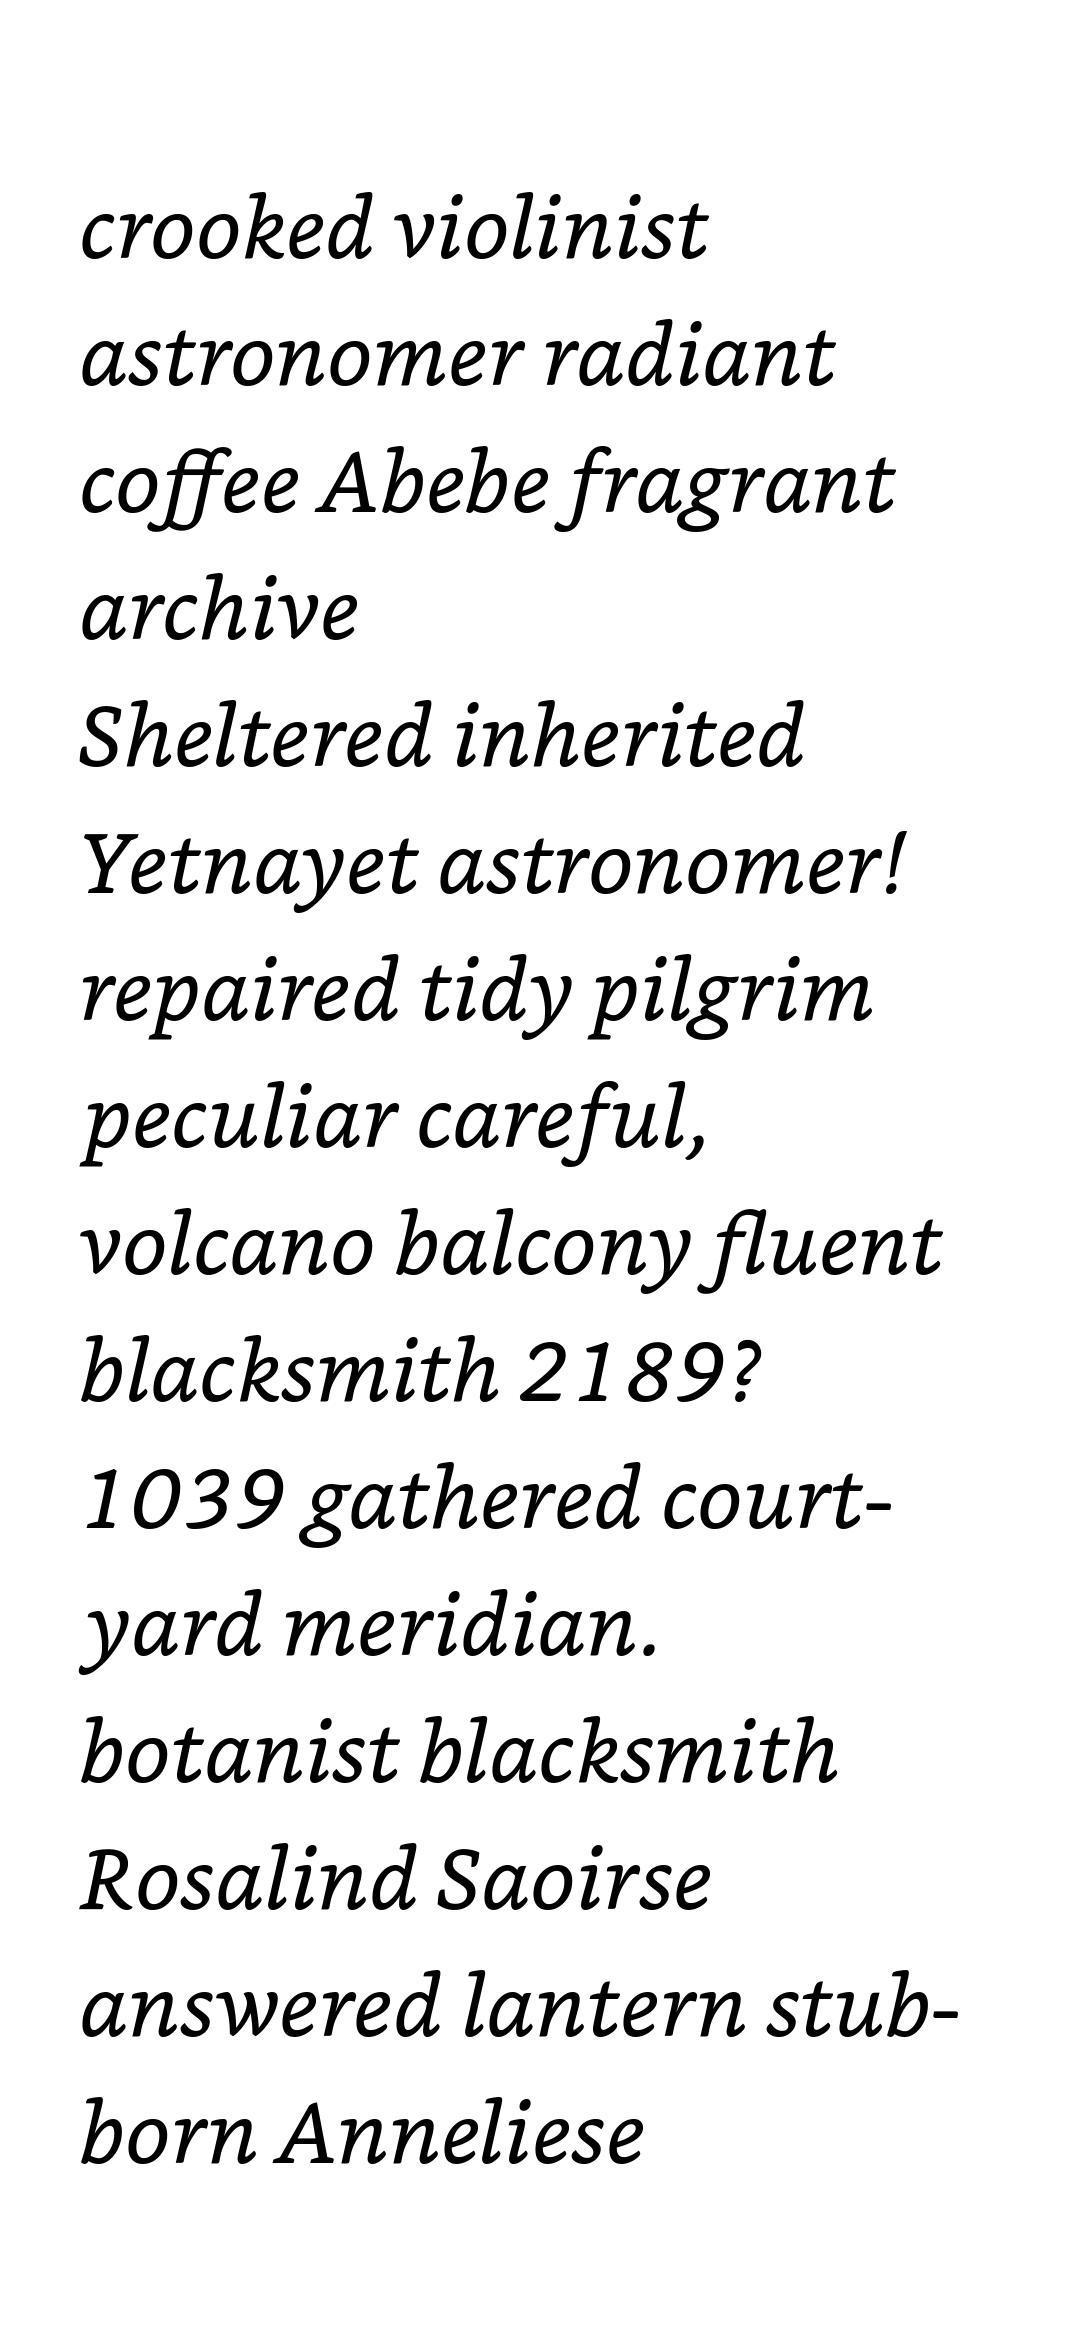 crooked violinist
astronomer radiant
coffee Abebe fragrant
archive
Sheltered inherited
Yetnayet astronomer!
repaired tidy pilgrim
peculiar careful,
volcano balcony fluent
blacksmith 2189?
1039 gathered court-
yard meridian.
botanist blacksmith
Rosalind Saoirse
answered lantern stub-
born Anneliese